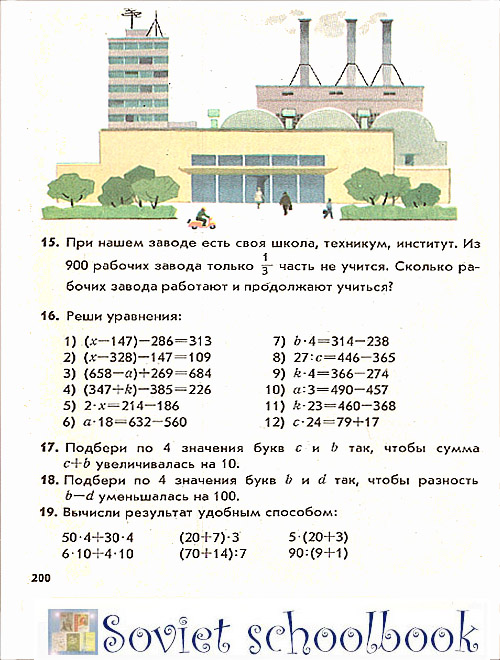 15. При нашем заводе есть своя школа, техникум, институт. Из
900 рабочих завода только 1/3 часть не учится. Сколько ра-
бочих завода работают и продолжают учиться?
16. Реши уравнения:
1) (x−147)−286=313
2) (x−328)−147=109
3) (658−a)+269=684
4) (347+k)−385=226
5) 2·x=214−186
6) a·18=632−560
7) b·4=314−238
8) 27:c=446−365
9) k·4=366−274
10) a:3=490−457
11) k·23=460−368
12) c·24=79+17
17. Подбери по 4 значения букв c и b так, чтобы сумма
c+b увеличивалась на 10.
18. Подбери по 4 значения букв b и d так, чтобы разность
b−d уменьшалась на 100.
19. Вычисли результат удобным способом:
50·4+30·4 (20+7)·3 5·(20+3)
6·10+4·10 (70+14):7 90:(9+1)
200
Soviet schoolbook